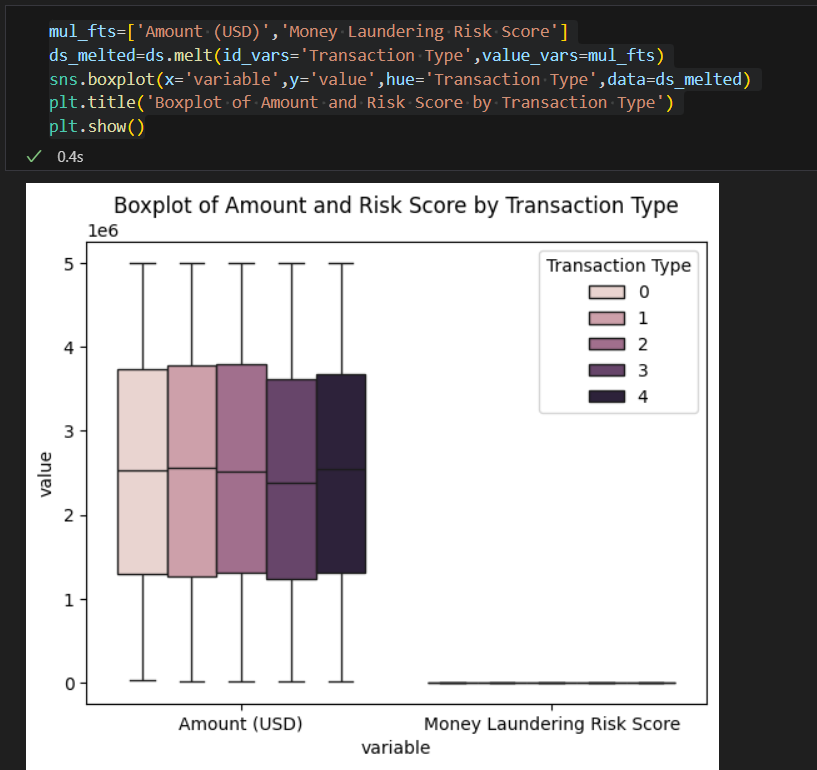 mul_fts=['Amount (USD)','Money Laundering Risk Score']
ds_melted=ds.melt(id_vars='Transaction Type',value_vars=mul_fts)
sns.boxplot(x='variable',y='value',hue='Transaction Type',data=ds_melted)
plt.title('Boxplot of Amount and Risk Score by Transaction Type')
plt.show()
0.4s
Boxplot of Amount and Risk Score by Transaction Type
1e6
5
4
3
2
1
0
value
Transaction Type
0
1
2
3
4
Amount (USD)
Money Laundering Risk Score
variable